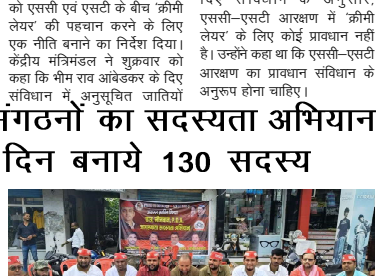 को एससी एवं एसटी के बीच 'क्रीमी
लेयर' की पहचान करने के लिए
एक नीति बनाने का निर्देश दिया।
केंद्रीय मंत्रिमंडल ने शुक्रवार को
कहा कि भीम राव आंबेडकर के दिए
संविधान में अनुसूचित जातियों
एससी–एसटी आरक्षण में 'क्रीमी
लेयर' के लिए कोई प्रावधान नहीं
है। उन्होंने कहा था कि एससी–एसटी
आरक्षण का प्रावधान संविधान के
अनुरूप होना चाहिए।
का सदस्यता अभियान
दिन बनाये 130 सदस्य